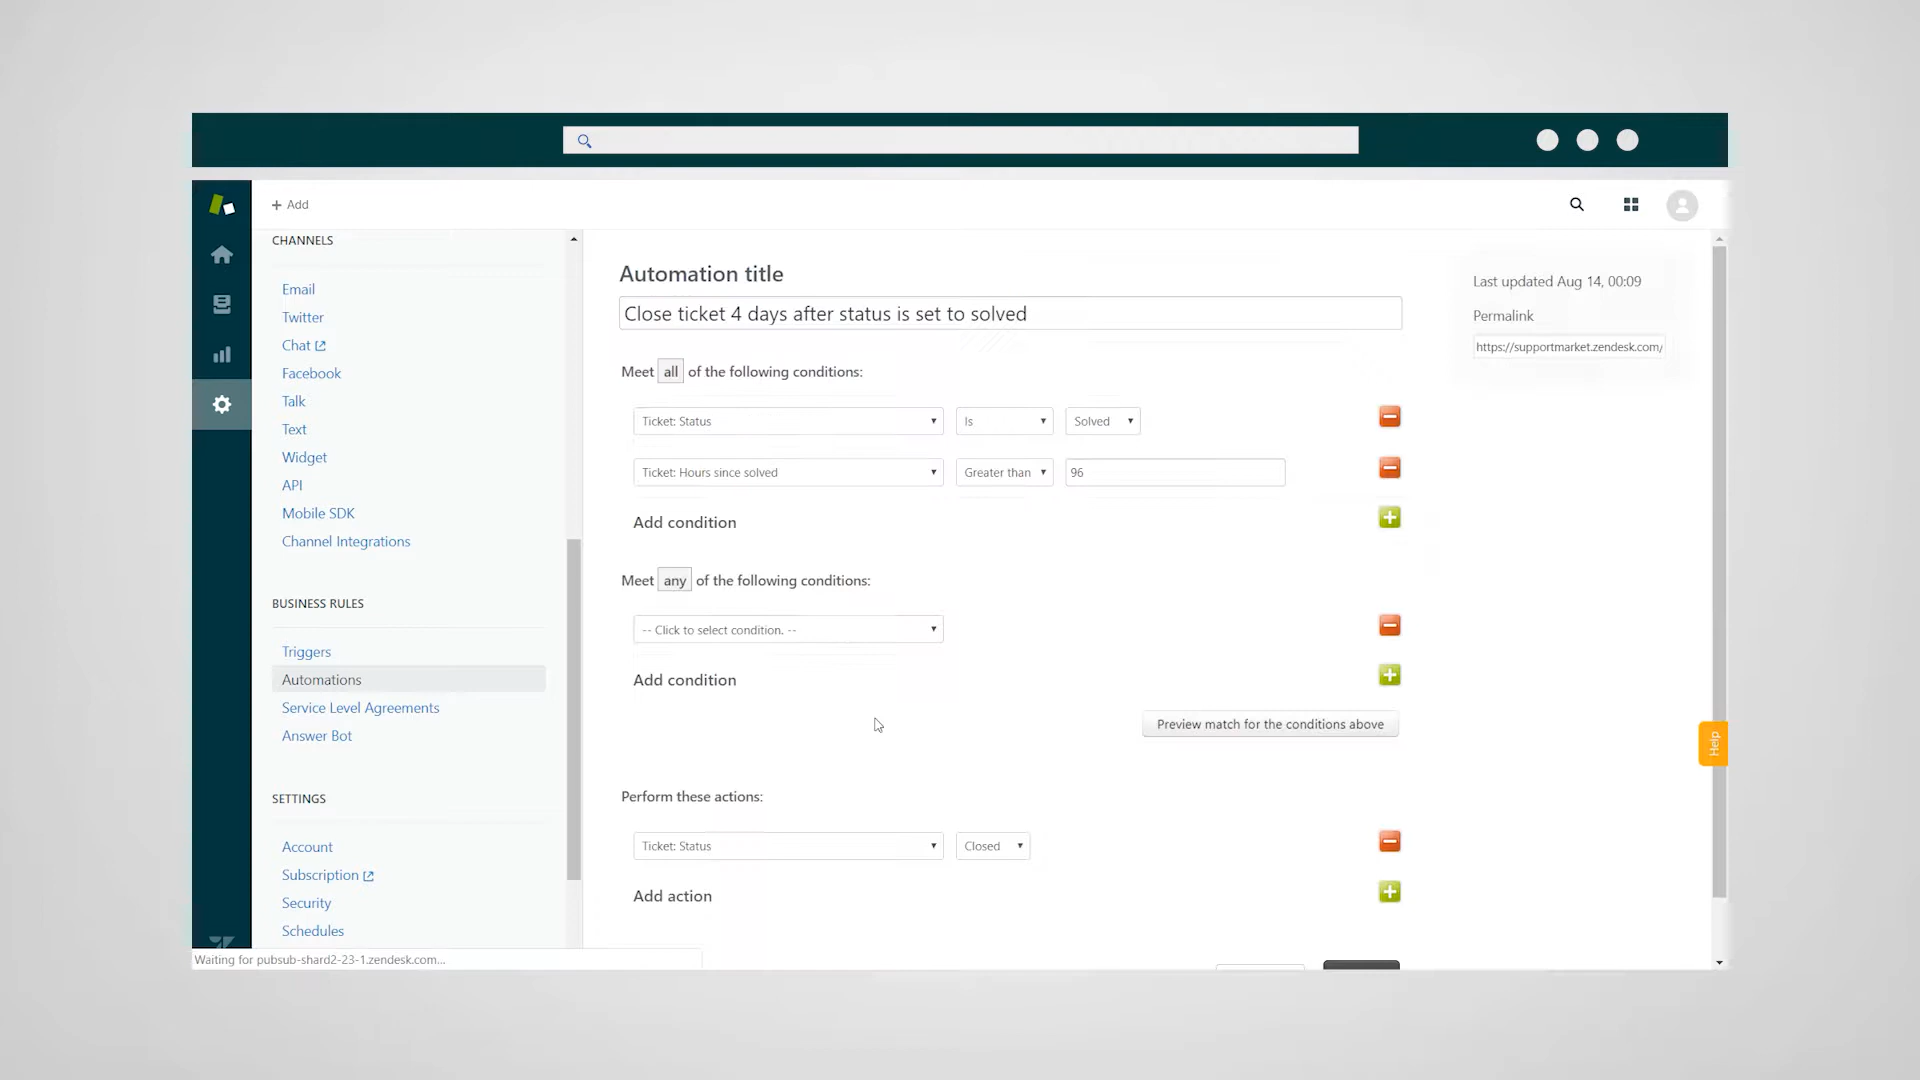 Add
CHANNELS
Email
Twitter
Chat
Facebook
Talk
Text
Widget
API
Mobile SDK
Channel Integrations
BUSINESS RULES
Triggers
Automations
Service Level Agreements
Answer Bot
SETTINGS
Account
Subscription
Security
Schedules
Waiting for pubsub-shard2-23-1.zendesk.com...
Automation title
Close ticket 4 days after status is set to solved
Meet all of the following conditions:
Ticket: Status Is Solved
Ticket: Hours since solved Greater than 96
Add condition
Meet any of the following conditions:
-- Click to select condition. --
Add condition
Preview match for the conditions above
Perform these actions:
Ticket: Status Closed
Add action
Last updated Aug 14, 00:09
Permalink
https://supportmarket.zendesk.com/
Help